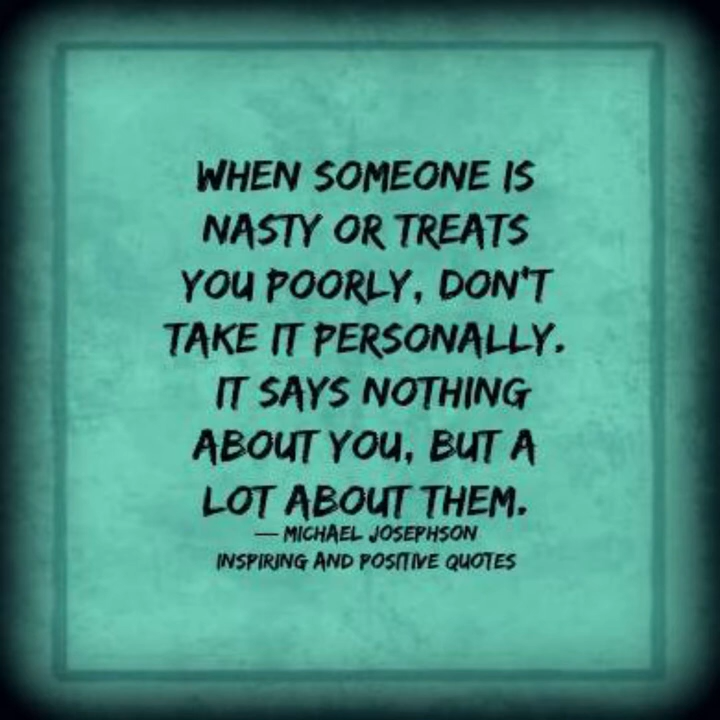 WHEN SOMEONE IS
NASTY OR TREATS
YOU POORLY, DON'T
TAKE IT PERSONALLY.
IT SAYS NOTHING
ABOUT YOU, BUT A
LOT ABOUT THEM.
— MICHAEL JOSEPHSON
INSPIRING AND POSITIVE QUOTES